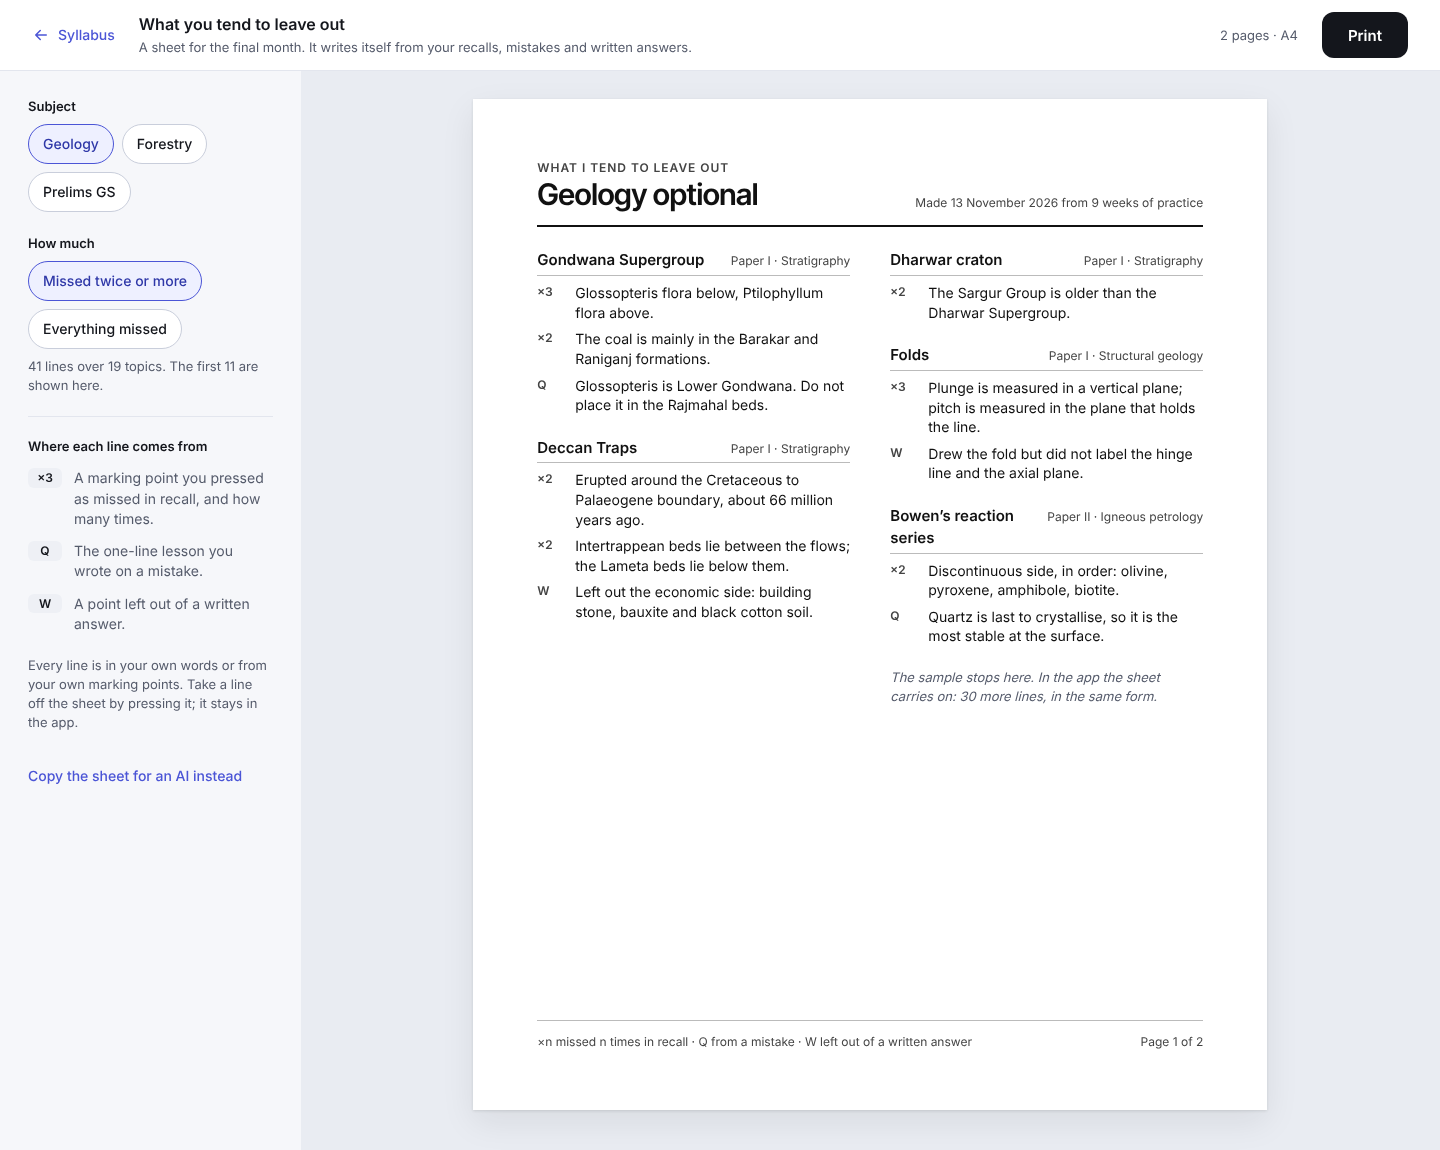 Syllabus
What you tend to leave out
A sheet for the final month. It writes itself from your recalls, mistakes and written answers.
2 pages · A4
Print
Subject
Geology
Forestry
Prelims GS
How much
Missed twice or more
Everything missed
41 lines over 19 topics. The first 11 are
shown here.
Where each line comes from
×3 A marking point you pressed
as missed in recall, and how
many times.
Q The one-line lesson you
wrote on a mistake.
W A point left out of a written
answer.
Every line is in your own words or from
your own marking points. Take a line
off the sheet by pressing it; it stays in
the app.
Copy the sheet for an AI instead
WHAT I TEND TO LEAVE OUT
Geology optional
Made 13 November 2026 from 9 weeks of practice
Gondwana Supergroup Paper I · Stratigraphy
×3 Glossopteris flora below, Ptilophyllum
flora above.
×2 The coal is mainly in the Barakar and
Raniganj formations.
Q Glossopteris is Lower Gondwana. Do not
place it in the Rajmahal beds.
Deccan Traps Paper I · Stratigraphy
×2 Erupted around the Cretaceous to
Palaeogene boundary, about 66 million
years ago.
×2 Intertrappean beds lie between the flows;
the Lameta beds lie below them.
W Left out the economic side: building
stone, bauxite and black cotton soil.
Dharwar craton Paper I · Stratigraphy
×2 The Sargur Group is older than the
Dharwar Supergroup.
Folds Paper I · Structural geology
×3 Plunge is measured in a vertical plane;
pitch is measured in the plane that holds
the line.
W Drew the fold but did not label the hinge
line and the axial plane.
Bowen’s reaction Paper II · Igneous petrology
series
×2 Discontinuous side, in order: olivine,
pyroxene, amphibole, biotite.
Q Quartz is last to crystallise, so it is the
most stable at the surface.
The sample stops here. In the app the sheet
carries on: 30 more lines, in the same form.
×n missed n times in recall · Q from a mistake · W left out of a written answer
Page 1 of 2